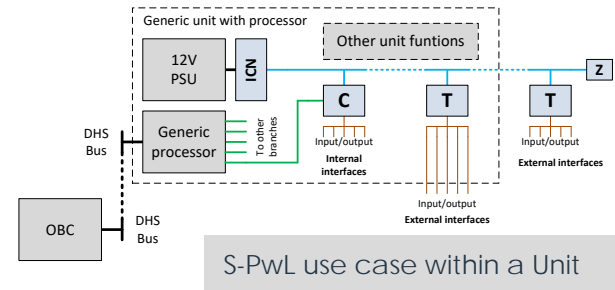 Generic unit with processor
12V
PSU
ICN
Other unit funtions
Z
C
T
T
Generic
processor
To other
branches
Input/output
Internal
interfaces
Input/output
External interfaces
Input/output
External interfaces
DHS
Bus
OBC
DHS
Bus
S-PwL use case within a Unit